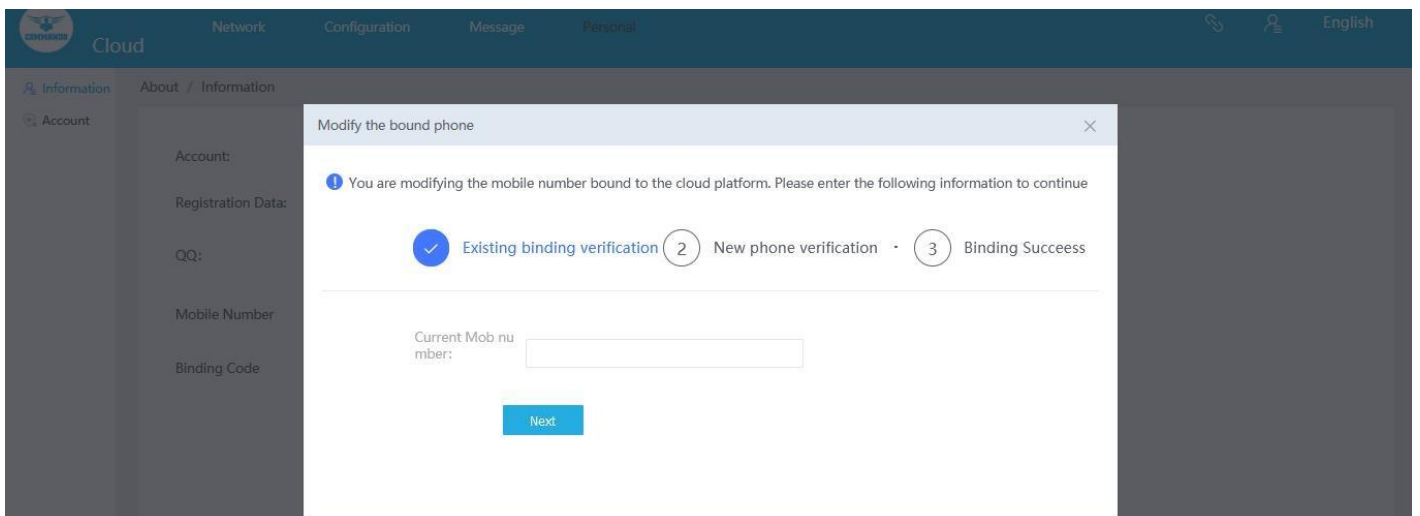 COMMANDO
Cloud
Network
Configuration
Message
Personal
English
Information
Account
About / Information
Account:
Registration Data:
QQ:
Mobile Number
Binding Code
Modify the bound phone
You are modifying the mobile number bound to the cloud platform. Please enter the following information to continue
Existing binding verification
2
New phone verification
3
Binding Succeess
Current Mob nu
mber:
Next